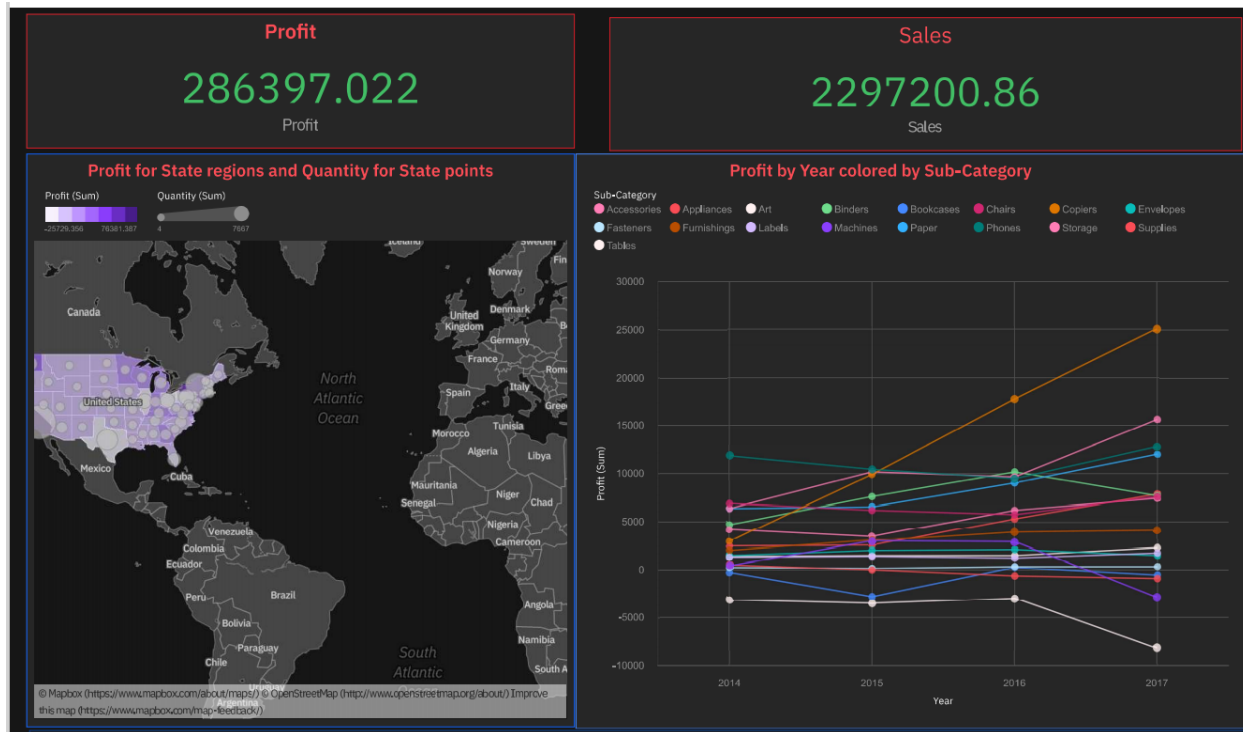 Profit
286397.022
Profit
Sales
2297200.86
Sales
Profit for State regions and Quantity for State points
Profit (Sum)
Quantity (Sum)
-25729.356
76381.387
4
7667
Iceland
Sweden
Norway
Canada
United
Kingdom
Denmark
Germany
France
Italy
Spain
North
Atlantic
Ocean
United States
Morocco
Tunisia
Algeria
Libya
Mexico
Cuba
Mauritania
Senegal
Niger
Chad
Nigeria
Cameroon
Venezuela
Colombia
Ecuador
Peru
Brazil
Bolivia
Paraguay
Chile
Angola
Namibia
South
Atlantic
South A
Uruguay
Argentina
© Mapbox (https://www.mapbox.com/about/maps/) © OpenStreetMap (http://www.openstreetmap.org/about/) Improve
this map (https://www.mapbox.com/map-feedback/)
Profit by Year colored by Sub-Category
Sub-Category
Accessories Appliances Art Binders Bookcases Chairs Copiers Envelopes
Fasteners Furnishings Labels Machines Paper Phones Storage Supplies
Tables
30000
25000
20000
15000
10000
5000
0
-5000
-10000
Profit (Sum)
2014 2015 2016 2017
Year